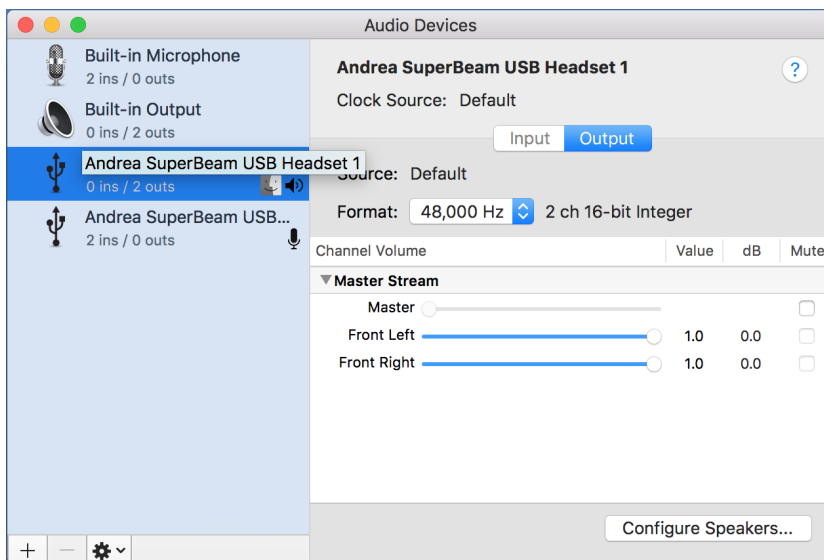 Audio Devices
Built-in Microphone
2 ins / 0 outs
Built-in Output
0 ins / 2 outs
Andrea SuperBeam USB Headset 1
0 ins / 2 outs
Andrea SuperBeam USB...
2 ins / 0 outs
Andrea SuperBeam USB Headset 1
?
Clock Source: Default
Input Output
Source: Default
Format: 48,000 Hz 2 ch 16-bit Integer
Channel Volume Value dB Mute
Master Stream
Master
Front Left 1.0 0.0
Front Right 1.0 0.0
Configure Speakers...